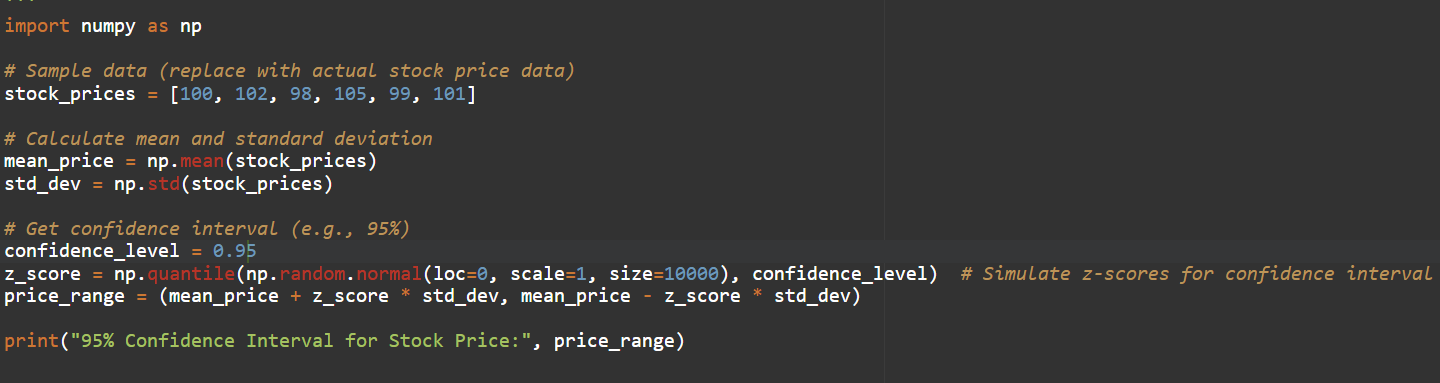 '''
import numpy as np
# Sample data (replace with actual stock price data)
stock_prices = [100, 102, 98, 105, 99, 101]
# Calculate mean and standard deviation
mean_price = np.mean(stock_prices)
std_dev = np.std(stock_prices)
# Get confidence interval (e.g., 95%)
confidence_level = 0.95
z_score = np.quantile(np.random.normal(loc=0, scale=1, size=10000), confidence_level)  # Simulate z-scores for confidence interval
price_range = (mean_price + z_score * std_dev, mean_price - z_score * std_dev)
print("95% Confidence Interval for Stock Price:", price_range)